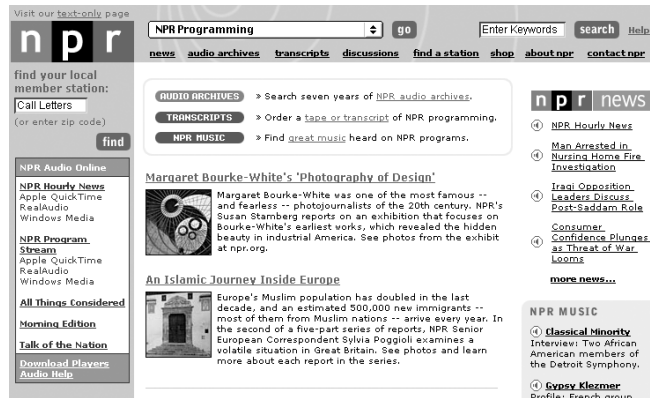 Visit our text-only page
npr
NPR Programming
go
Enter Keywords
search
Help
news audio archives transcripts discussions find a station shop about npr contact npr
find your local
member station:
Call Letters
(or enter zip code)
find
NPR Audio Online
NPR Hourly News
Apple QuickTime
RealAudio
Windows Media
NPR Program
Stream
Apple QuickTime
RealAudio
Windows Media
All Things Considered
Morning Edition
Talk of the Nation
Download Players
Audio Help
AUDIO ARCHIVES » Search seven years of NPR audio archives.
TRANSCRIPTS » Order a tape or transcript of NPR programming.
NPR MUSIC » Find great music heard on NPR programs.
Margaret Bourke-White's 'Photography of Design'
Margaret Bourke-White was one of the most famous --
and fearless -- photojournalists of the 20th century. NPR's
Susan Stamberg reports on an exhibition that focuses on
Bourke-White's earliest works, which revealed the hidden
beauty in industrial America. See photos from the exhibit
at npr.org.
An Islamic Journey Inside Europe
Europe's Muslim population has doubled in the last
decade, and an estimated 500,000 new immigrants --
most of them from Muslim nations -- arrive every year. In
the second of a five-part series of reports, NPR Senior
European Correspondent Sylvia Poggioli examines a
volatile situation in Great Britain. See photos and learn
more about each report in the series.
npr news
NPR Hourly News
Man Arrested in
Nursing Home Fire
Investigation
Iraqi Opposition
Leaders Discuss
Post-Saddam Role
Consumer
Confidence Plunges
as Threat of War
Looms
more news...
NPR MUSIC
Classical Minority
Interview: Two African
American members of
the Detroit Symphony.
Gypsy Klezmer
Profile: French group